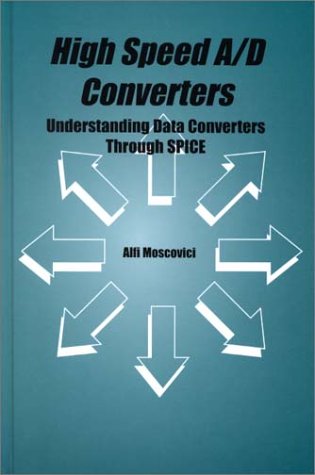 High Speed A/D
Converters
Understanding Data Converters
Through SPICE
Alfi Moscovici